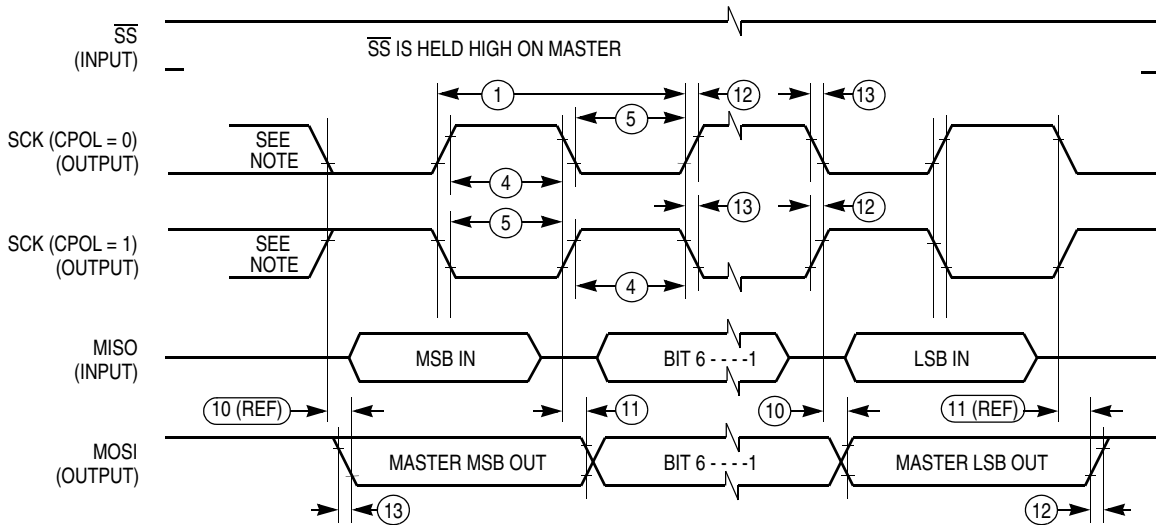 SS
(INPUT)
SS IS HELD HIGH ON MASTER
1
12
13
5
SCK (CPOL = 0)
(OUTPUT)
SEE
NOTE
4
13
12
5
SCK (CPOL = 1)
(OUTPUT)
SEE
NOTE
4
MISO
(INPUT)
MSB IN
BIT 6 - - - -1
LSB IN
10 (REF)
11
10
11 (REF)
MOSI
(OUTPUT)
MASTER MSB OUT
BIT 6 - - - -1
MASTER LSB OUT
13
12